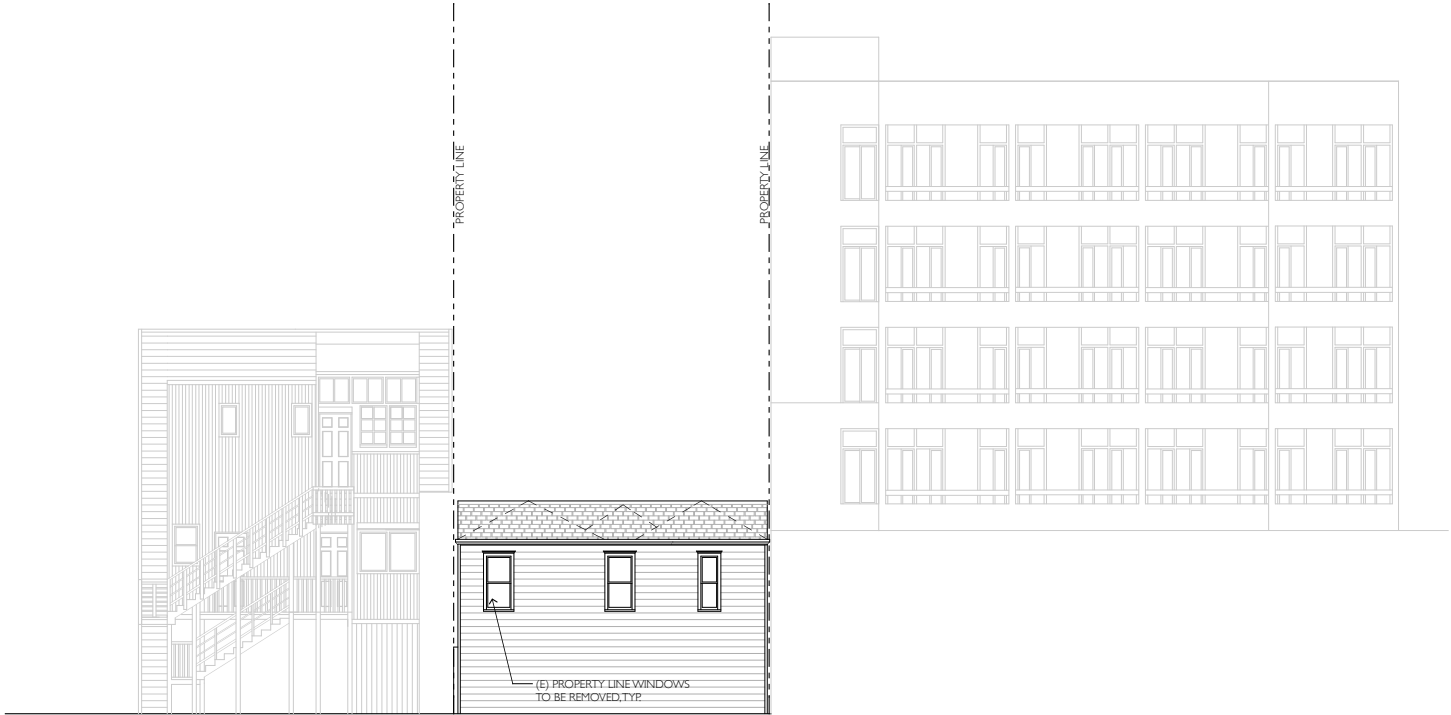 PROPERTY LINE
PROPERTY LINE
(E) PROPERTY LINE WINDOWS
TO BE REMOVED, TYP.